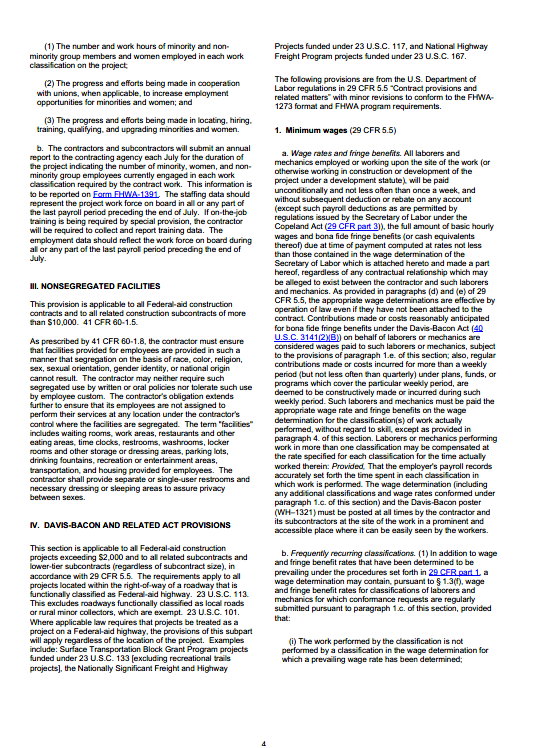 (1) The number and work hours of minority and non-
minority group members and women employed in each work
classification on the project;
(2) The progress and efforts being made in cooperation
with unions, when applicable, to increase employment
opportunities for minorities and women; and
(3) The progress and efforts being made in locating, hiring,
training, qualifying, and upgrading minorities and women.
b. The contractors and subcontractors will submit an annual
report to the contracting agency each July for the duration of
the project indicating the number of minority, women, and non-
minority group employees currently engaged in each work
classification required by the contract work. This information is
to be reported on Form FHWA-1391. The staffing data should
represent the project work force on board in all or any part of
the last payroll period preceding the end of July. If on-the-job
training is being required by special provision, the contractor
will be required to collect and report training data. The
employment data should reflect the work force on board during
all or any part of the last payroll period preceding the end of
July.
III. NONSEGREGATED FACILITIES
This provision is applicable to all Federal-aid construction
contracts and to all related construction subcontracts of more
than $10,000. 41 CFR 60-1.5.
As prescribed by 41 CFR 60-1.8, the contractor must ensure
that facilities provided for employees are provided in such a
manner that segregation on the basis of race, color, religion,
sex, sexual orientation, gender identity, or national origin
cannot result. The contractor may neither require such
segregated use by written or oral policies nor tolerate such use
by employee custom. The contractor's obligation extends
further to ensure that its employees are not assigned to
perform their services at any location under the contractor's
control where the facilities are segregated. The term "facilities"
includes waiting rooms, work areas, restaurants and other
eating areas, time clocks, restrooms, washrooms, locker
rooms and other storage or dressing areas, parking lots,
drinking fountains, recreation or entertainment areas,
transportation, and housing provided for employees. The
contractor shall provide separate or single-user restrooms and
necessary dressing or sleeping areas to assure privacy
between sexes.
IV. DAVIS-BACON AND RELATED ACT PROVISIONS
This section is applicable to all Federal-aid construction
projects exceeding $2,000 and to all related subcontracts and
lower-tier subcontracts (regardless of subcontract size), in
accordance with 29 CFR 5.5. The requirements apply to all
projects located within the right-of-way of a roadway that is
functionally classified as Federal-aid highway. 23 U.S.C. 113.
This excludes roadways functionally classified as local roads
or rural minor collectors, which are exempt. 23 U.S.C. 101.
Where applicable law requires that projects be treated as a
project on a Federal-aid highway, the provisions of this subpart
will apply regardless of the location of the project. Examples
include: Surface Transportation Block Grant Program projects
funded under 23 U.S.C. 133 [excluding recreational trails
projects], the Nationally Significant Freight and Highway
Projects funded under 23 U.S.C. 117, and National Highway
Freight Program projects funded under 23 U.S.C. 167.
The following provisions are from the U.S. Department of
Labor regulations in 29 CFR 5.5 “Contract provisions and
related matters” with minor revisions to conform to the FHWA-
1273 format and FHWA program requirements.
1. Minimum wages (29 CFR 5.5)
a. Wage rates and fringe benefits. All laborers and
mechanics employed or working upon the site of the work (or
otherwise working in construction or development of the
project under a development statute), will be paid
unconditionally and not less often than once a week, and
without subsequent deduction or rebate on any account
(except such payroll deductions as are permitted by
regulations issued by the Secretary of Labor under the
Copeland Act (29 CFR part 3)), the full amount of basic hourly
wages and bona fide fringe benefits (or cash equivalents
thereof) due at time of payment computed at rates not less
than those contained in the wage determination of the
Secretary of Labor which is attached hereto and made a part
hereof, regardless of any contractual relationship which may
be alleged to exist between the contractor and such laborers
and mechanics. As provided in paragraphs (d) and (e) of 29
CFR 5.5, the appropriate wage determinations are effective by
operation of law even if they have not been attached to the
contract. Contributions made or costs reasonably anticipated
for bona fide fringe benefits under the Davis-Bacon Act (40
U.S.C. 3141(2)(B)) on behalf of laborers or mechanics are
considered wages paid to such laborers or mechanics, subject
to the provisions of paragraph 1.e. of this section; also, regular
contributions made or costs incurred for more than a weekly
period (but not less often than quarterly) under plans, funds, or
programs which cover the particular weekly period, are
deemed to be constructively made or incurred during such
weekly period. Such laborers and mechanics must be paid the
appropriate wage rate and fringe benefits on the wage
determination for the classification(s) of work actually
performed, without regard to skill, except as provided in
paragraph 4. of this section. Laborers or mechanics performing
work in more than one classification may be compensated at
the rate specified for each classification for the time actually
worked therein: Provided, That the employer's payroll records
accurately set forth the time spent in each classification in
which work is performed. The wage determination (including
any additional classifications and wage rates conformed under
paragraph 1.c. of this section) and the Davis-Bacon poster
(WH–1321) must be posted at all times by the contractor and
its subcontractors at the site of the work in a prominent and
accessible place where it can be easily seen by the workers.
b. Frequently recurring classifications. (1) In addition to wage
and fringe benefit rates that have been determined to be
prevailing under the procedures set forth in 29 CFR part 1, a
wage determination may contain, pursuant to § 1.3(f), wage
and fringe benefit rates for classifications of laborers and
mechanics for which conformance requests are regularly
submitted pursuant to paragraph 1.c. of this section, provided
that:
(i) The work performed by the classification is not
performed by a classification in the wage determination for
which a prevailing wage rate has been determined;
4